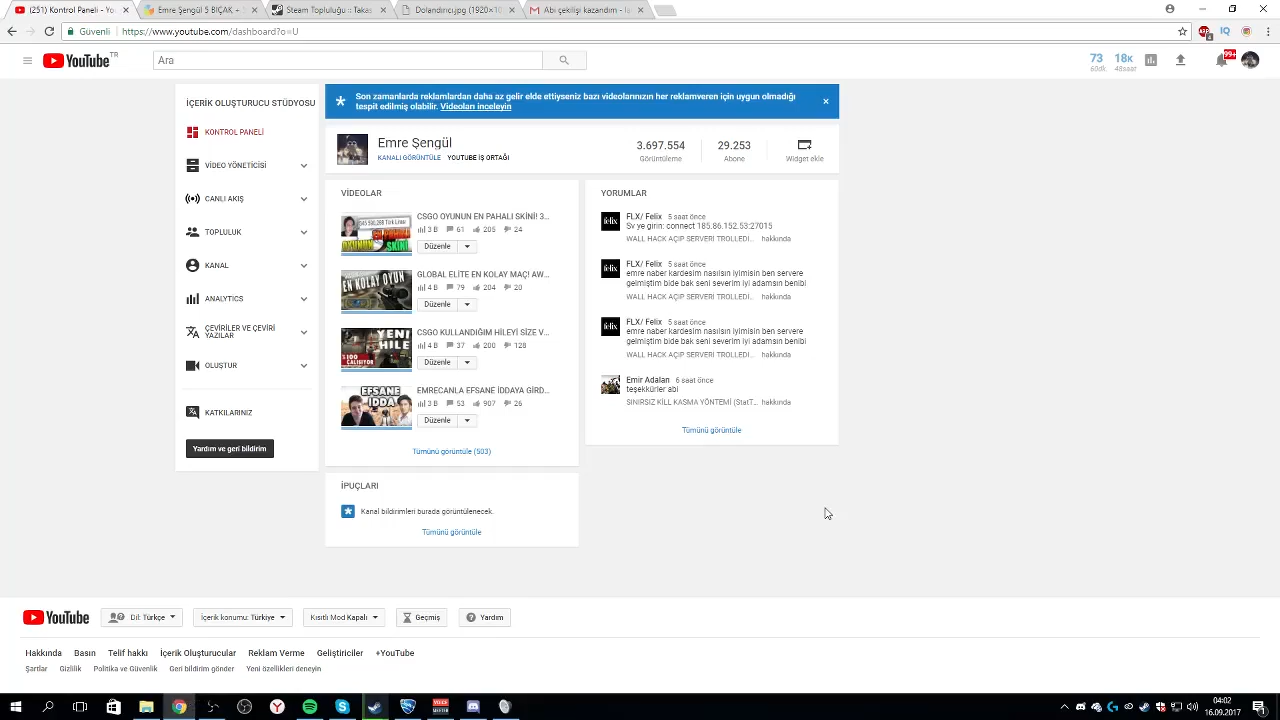 (251) Kontrol Paneli - Yo
Emre Şengül 5 BIÇAK - 
Steam Topluluğu :: Takas
Dolandırıcı.jpg (1920×10
Abi çekilişi kazandım - 
Güvenli
https://www.youtube.com/dashboard?o=U
YouTube TR
Ara
73
60dk.
18K
48saat
99+
İÇERİK OLUŞTURUCU STÜDYOSU
KONTROL PANELİ
VİDEO YÖNETİCİSİ
CANLI AKIŞ
TOPLULUK
KANAL
ANALYTICS
ÇEVİRİLER VE ÇEVİRİ
YAZILAR
OLUŞTUR
KATKILARINIZ
Yardım ve geri bildirim
Son zamanlarda reklamlardan daha az gelir elde ettiyseniz bazı videolarınızın her reklamveren için uygun olmadığı
tespit edilmiş olabilir. Videoları inceleyin
Emre Şengül
KANALI GÖRÜNTÜLE YOUTUBE İŞ ORTAĞI
3.697.554
Görüntüleme
29.253
Abone
Widget ekle
VİDEOLAR
CSGO OYUNUN EN PAHALI SKİNİ! 3...
3 B 61 205 24
Düzenle
EN KOLAY OYUN
GLOBAL ELİTE EN KOLAY MAÇ! AW...
4 B 79 204 20
Düzenle
YENİ HİLE
CSGO KULLANDIĞIM HİLEYİ SİZE V...
4 B 37 200 128
Düzenle
EFSANE İDDA
EMRECANLA EFSANE İDDAYA GİRD...
3 B 53 907 26
Düzenle
Tümünü görüntüle (503)
İPUÇLARI
Kanal bildirimleri burada görüntülenecek.
Tümünü görüntüle
YORUMLAR
felix
FLX/ Felix 5 saat önce
Sv ye girin: connect 185.86.152.53:27015
WALL HACK AÇIP SERVERİ TROLLEDİ... hakkında
felix
FLX/ Felix 5 saat önce
emre naber kardesim nasılsın iyimisin ben servere
gelmiştim bide bak seni severim iyi adamsın benibi
WALL HACK AÇIP SERVERİ TROLLEDİ... hakkında
felix
FLX/ Felix 5 saat önce
emre naber kardesim nasılsın iyimisin ben servere
gelmiştim bide bak seni severim iyi adamsın benibi
WALL HACK AÇIP SERVERİ TROLLEDİ... hakkında
Emir Adaları 6 saat önce
teşekkürler abi
SINIRSIZ KILL KASMA YÖNTEMİ (StatT... hakkında
Tümünü görüntüle
YouTube
Dil: Türkçe
İçerik konumu: Türkiye
Kısıtlı Mod Kapalı
Geçmiş
Yardım
Hakkında Basın Telif hakkı İçerik Oluşturucular Reklam Verme Geliştiriciler +YouTube
Şartlar Gizlilik Politika ve Güvenlik Geri bildirim gönder Yeni özellikleri deneyin
04:02
16.09.2017